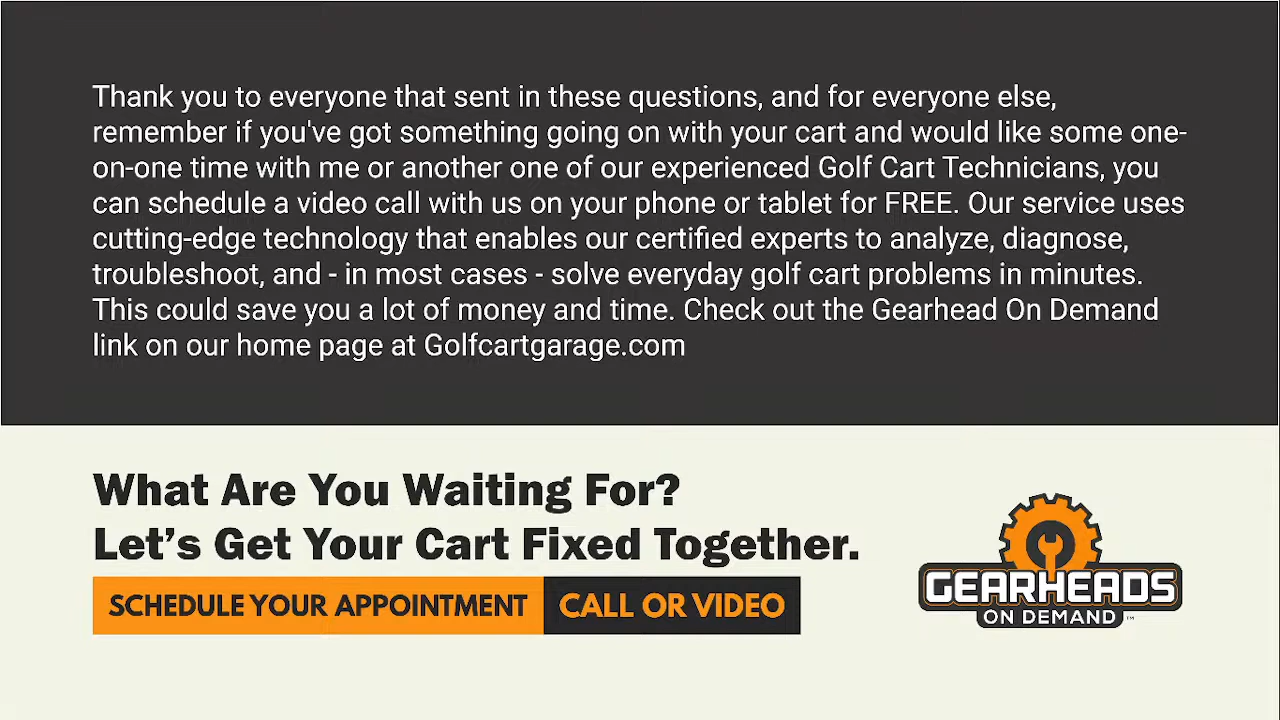 Thank you to everyone that sent in these questions, and for everyone else,
remember if you've got something going on with your cart and would like some one-
on-one time with me or another one of our experienced Golf Cart Technicians, you
can schedule a video call with us on your phone or tablet for FREE. Our service uses
cutting-edge technology that enables our certified experts to analyze, diagnose,
troubleshoot, and - in most cases - solve everyday golf cart problems in minutes.
This could save you a lot of money and time. Check out the Gearhead On Demand
link on our home page at Golfcartgarage.com
What Are You Waiting For?
Let’s Get Your Cart Fixed Together.
SCHEDULE YOUR APPOINTMENT CALL OR VIDEO
GEARHEADS
ON DEMAND™